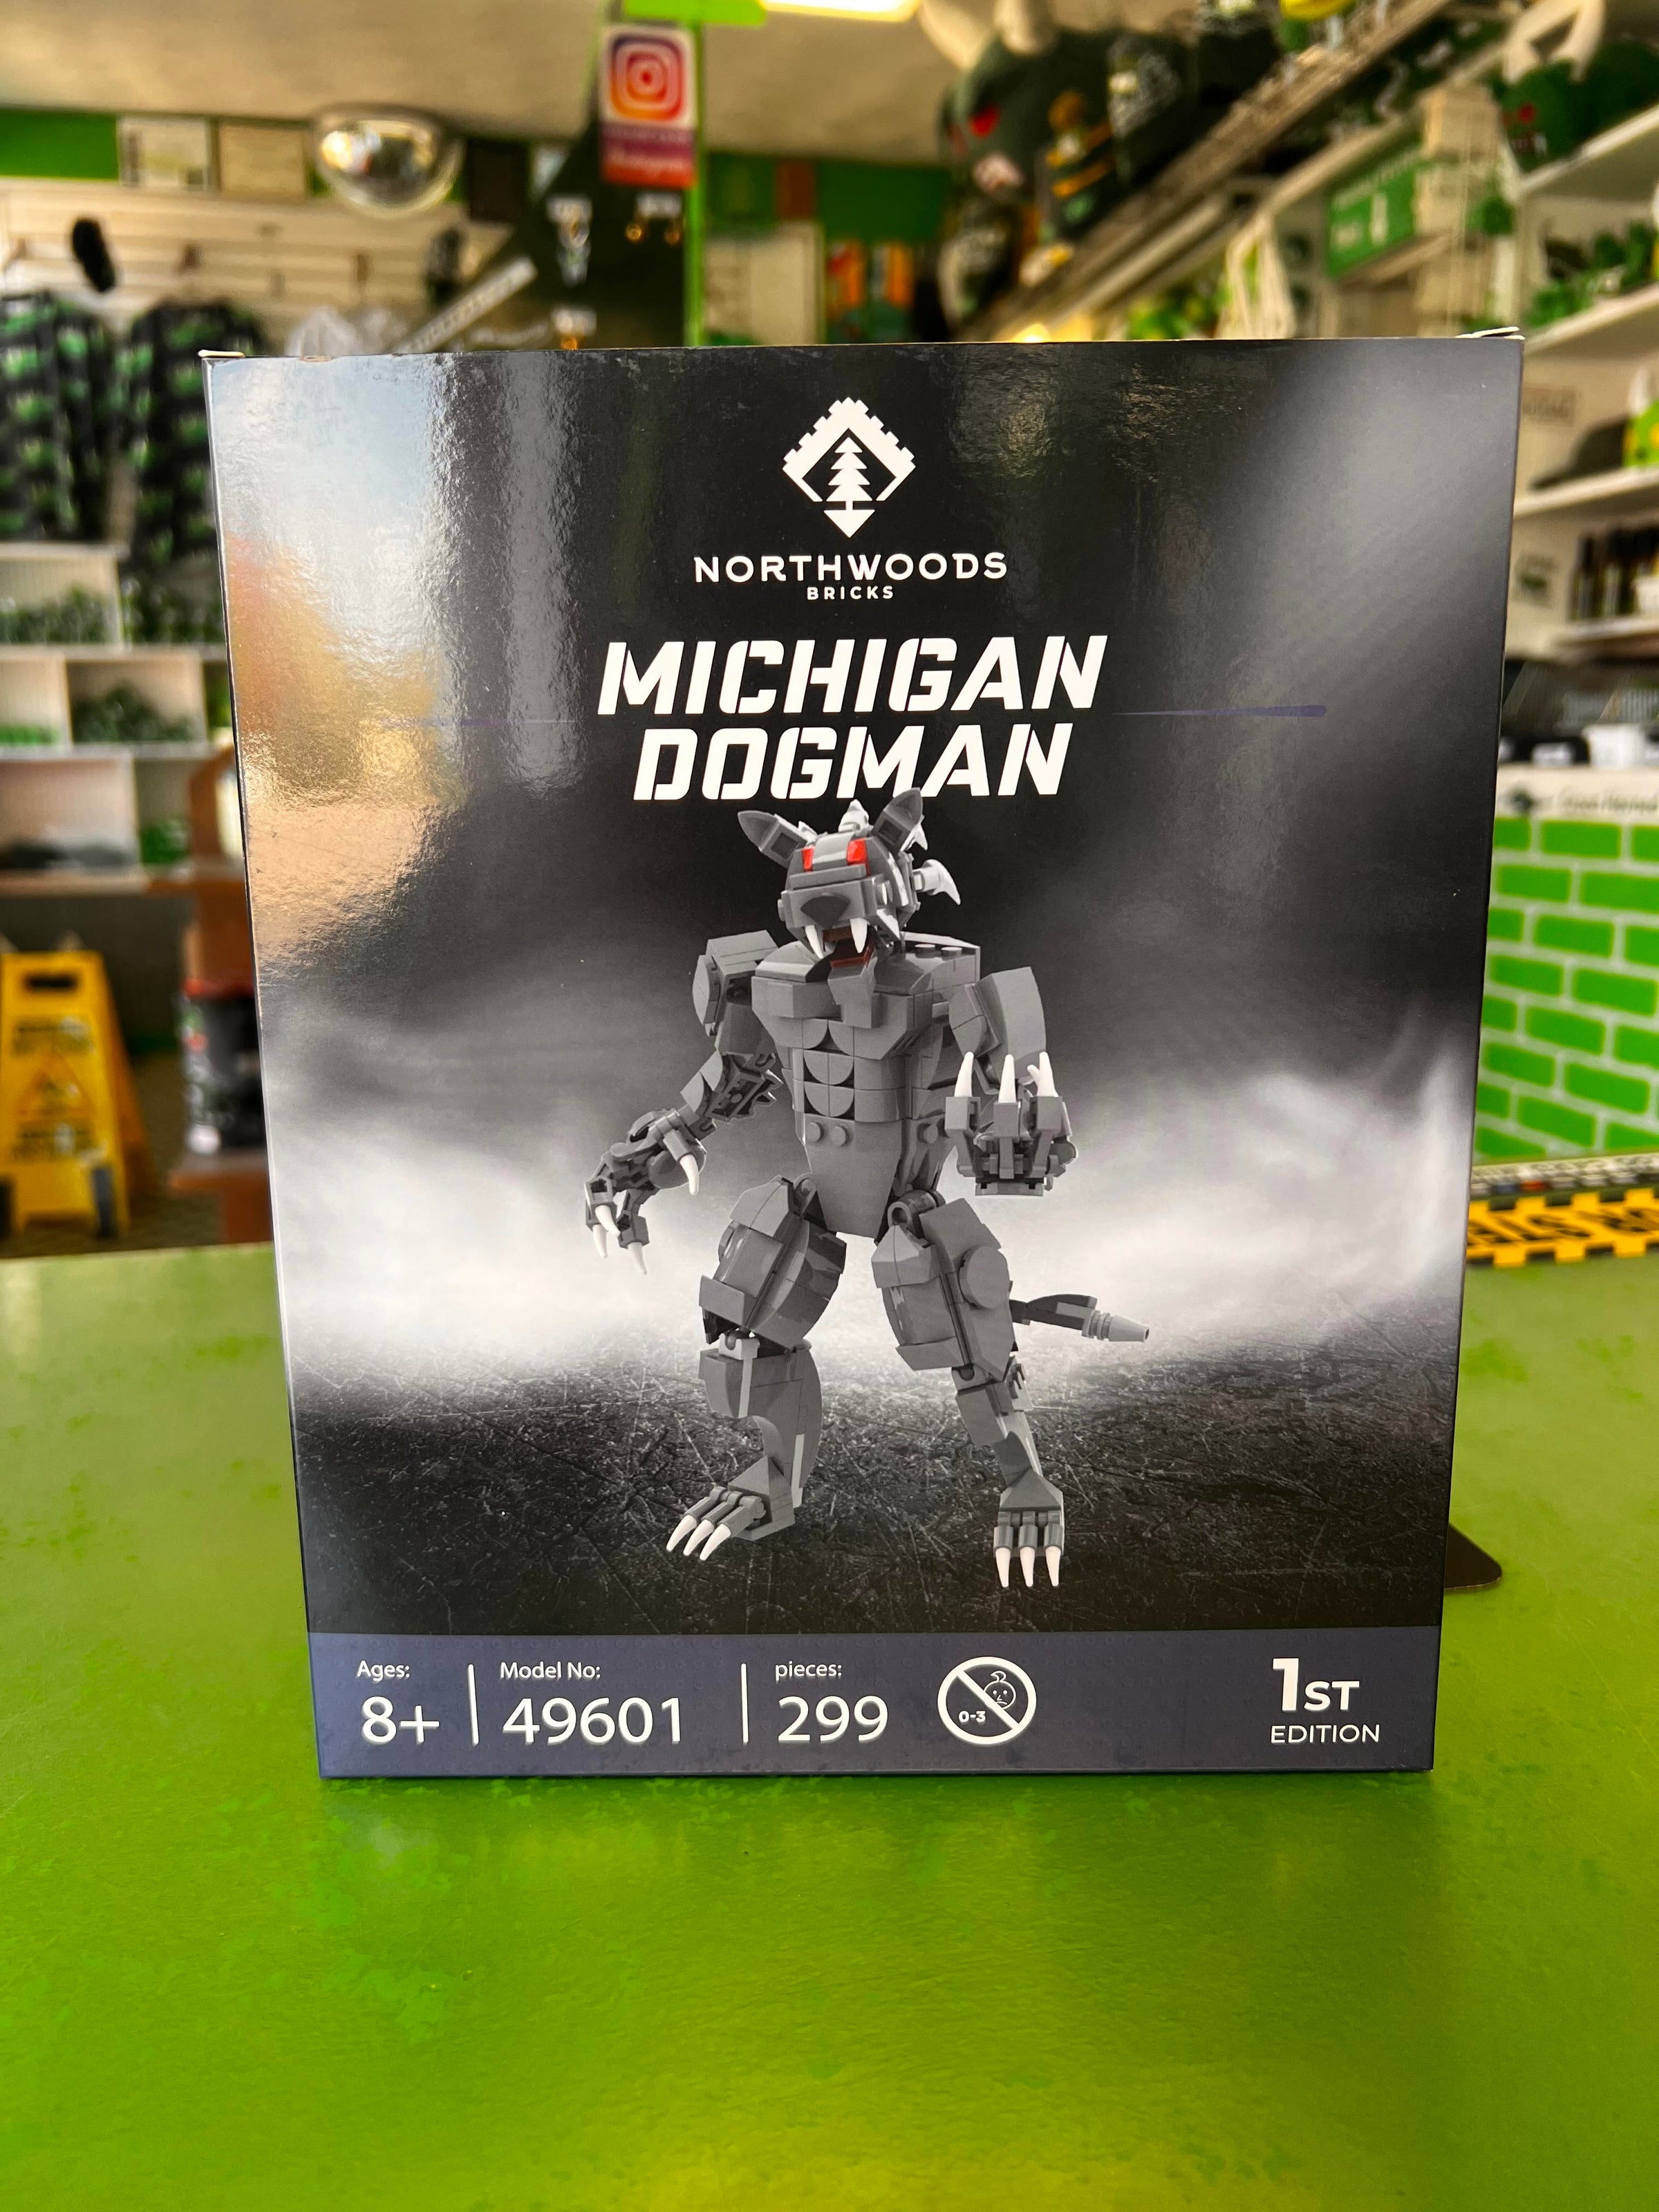 NORTHWOODS
BRICKS
MICHIGAN
DOGMAN
Ages:
8+
Model No:
49601
pieces:
299
0-3
1ST
EDITION